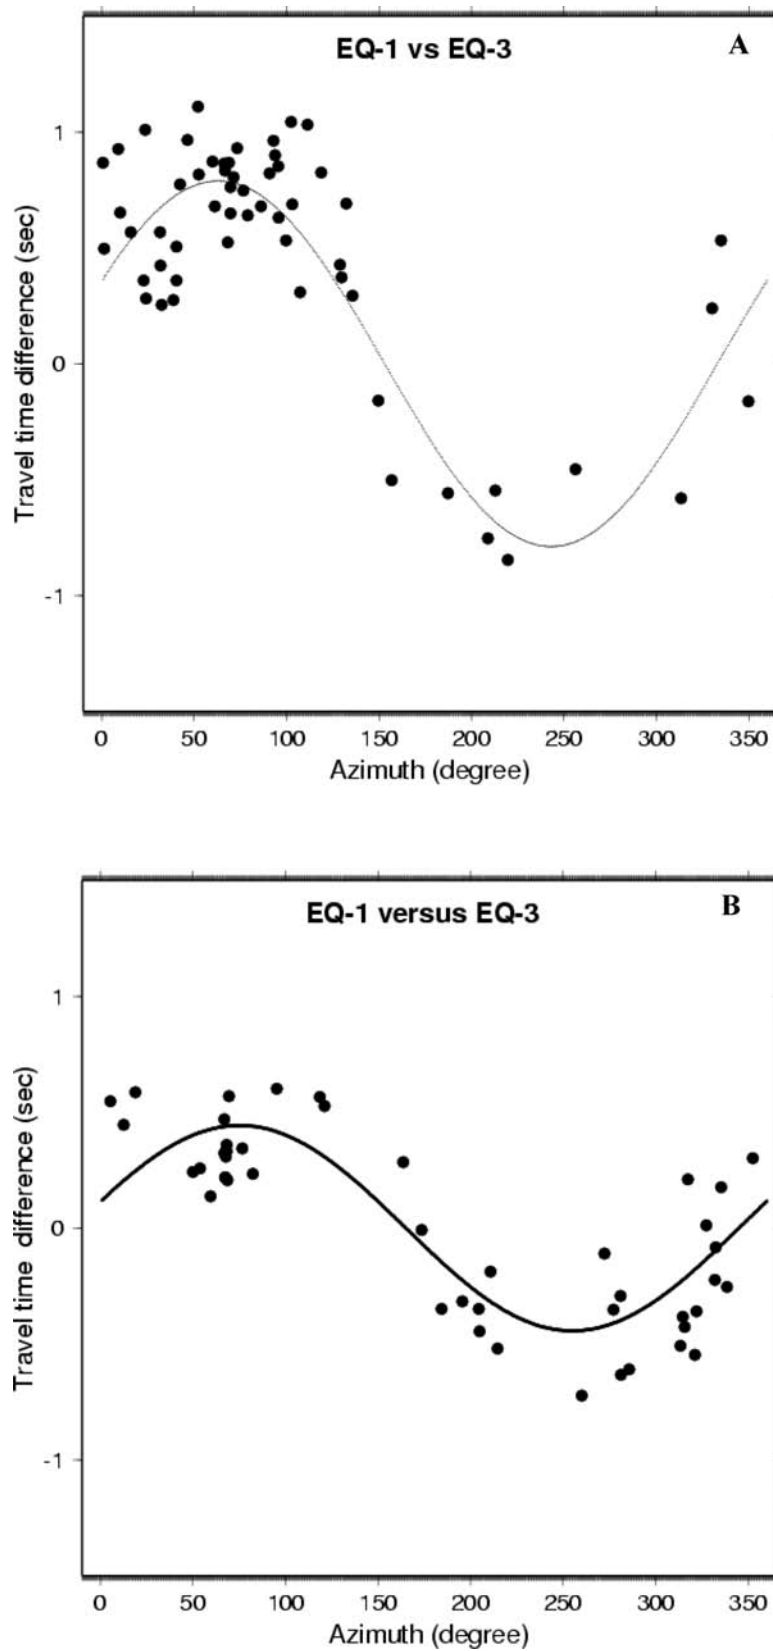 EQ-1 vs EQ-3
A
1
0
-1
Travel time difference (sec)
0 50 100 150 200 250 300 350
Azimuth (degree)
EQ-1 versus EQ-3
B
1
0
-1
Travel time difference (sec)
0 50 100 150 200 250 300 350
Azimuth (degree)